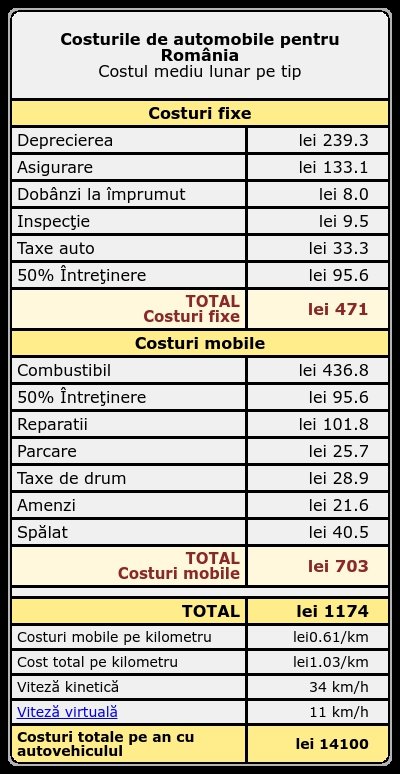 Costurile de automobile pentru
România
Costul mediu lunar pe tip
Costuri fixe
Deprecierea lei 239.3
Asigurare lei 133.1
Dobânzi la împrumut lei 8.0
Inspecţie lei 9.5
Taxe auto lei 33.3
50% Întreţinere lei 95.6
TOTAL
Costuri fixe lei 471
Costuri mobile
Combustibil lei 436.8
50% Întreţinere lei 95.6
Reparatii lei 101.8
Parcare lei 25.7
Taxe de drum lei 28.9
Amenzi lei 21.6
Spălat lei 40.5
TOTAL
Costuri mobile lei 703
TOTAL lei 1174
Costuri mobile pe kilometru lei0.61/km
Cost total pe kilometru lei1.03/km
Viteză kinetică 34 km/h
Viteză virtuală 11 km/h
Costuri totale pe an cu
autovehiculul lei 14100